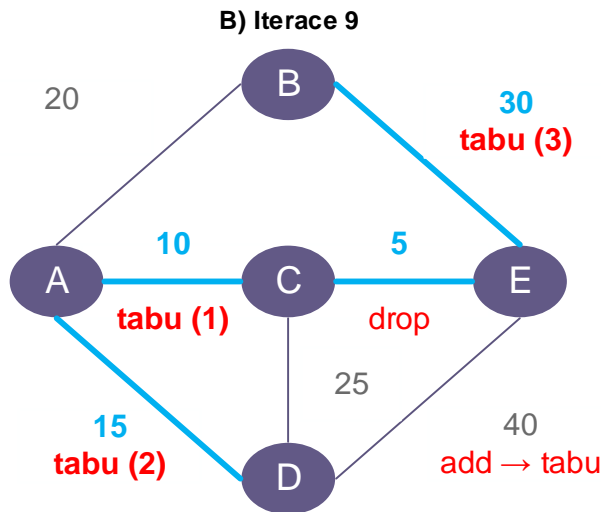 B) Iterace 9
B
20
30
tabu (3)
10
5
A
C
E
tabu (1)
drop
25
15
tabu (2)
40
add → tabu
D